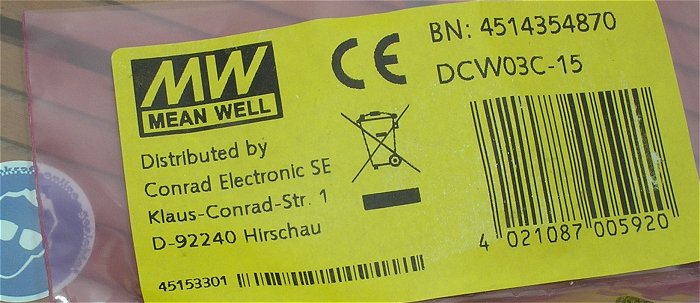 MW
MEAN WELL
CE
BN: 4514354870
DCW03C-15
Distributed by
Conrad Electronic SE
Klaus-Conrad-Str. 1
D-92240 Hirschau
45153301
4 021087 005920